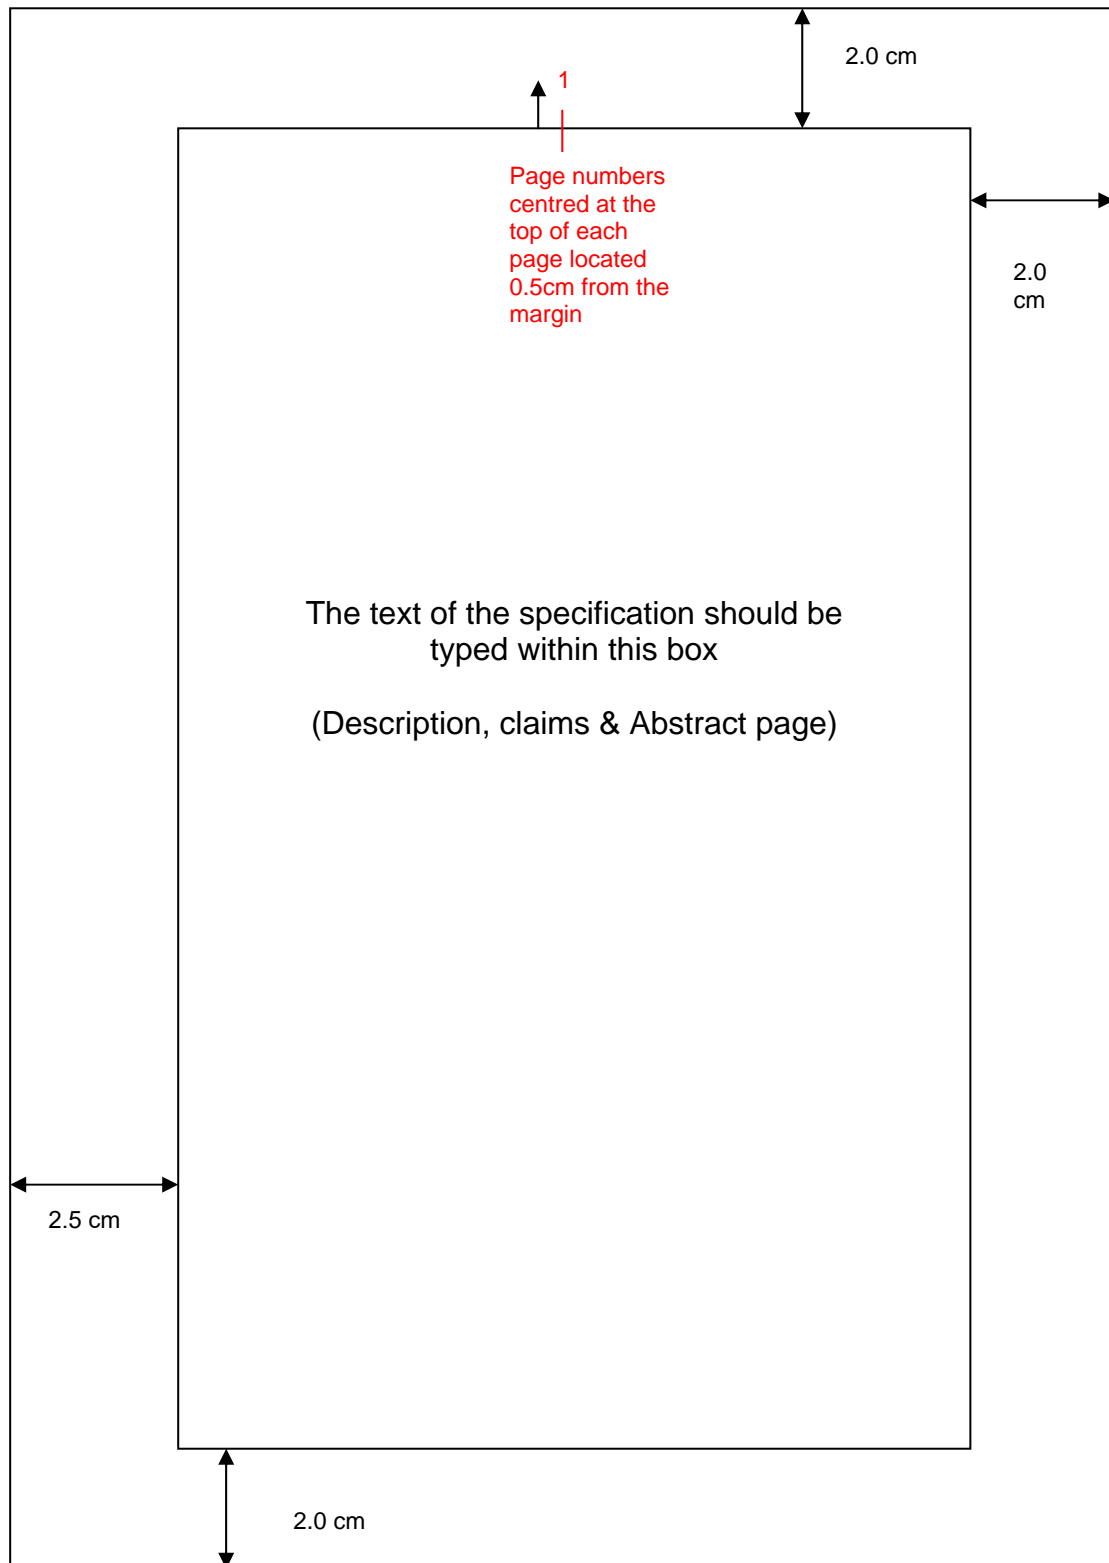 2.0 cm
1
Page numbers
centred at the
top of each
page located
0.5cm from the
margin
2.0
cm
The text of the specification should be
typed within this box
(Description, claims & Abstract page)
2.5 cm
2.0 cm